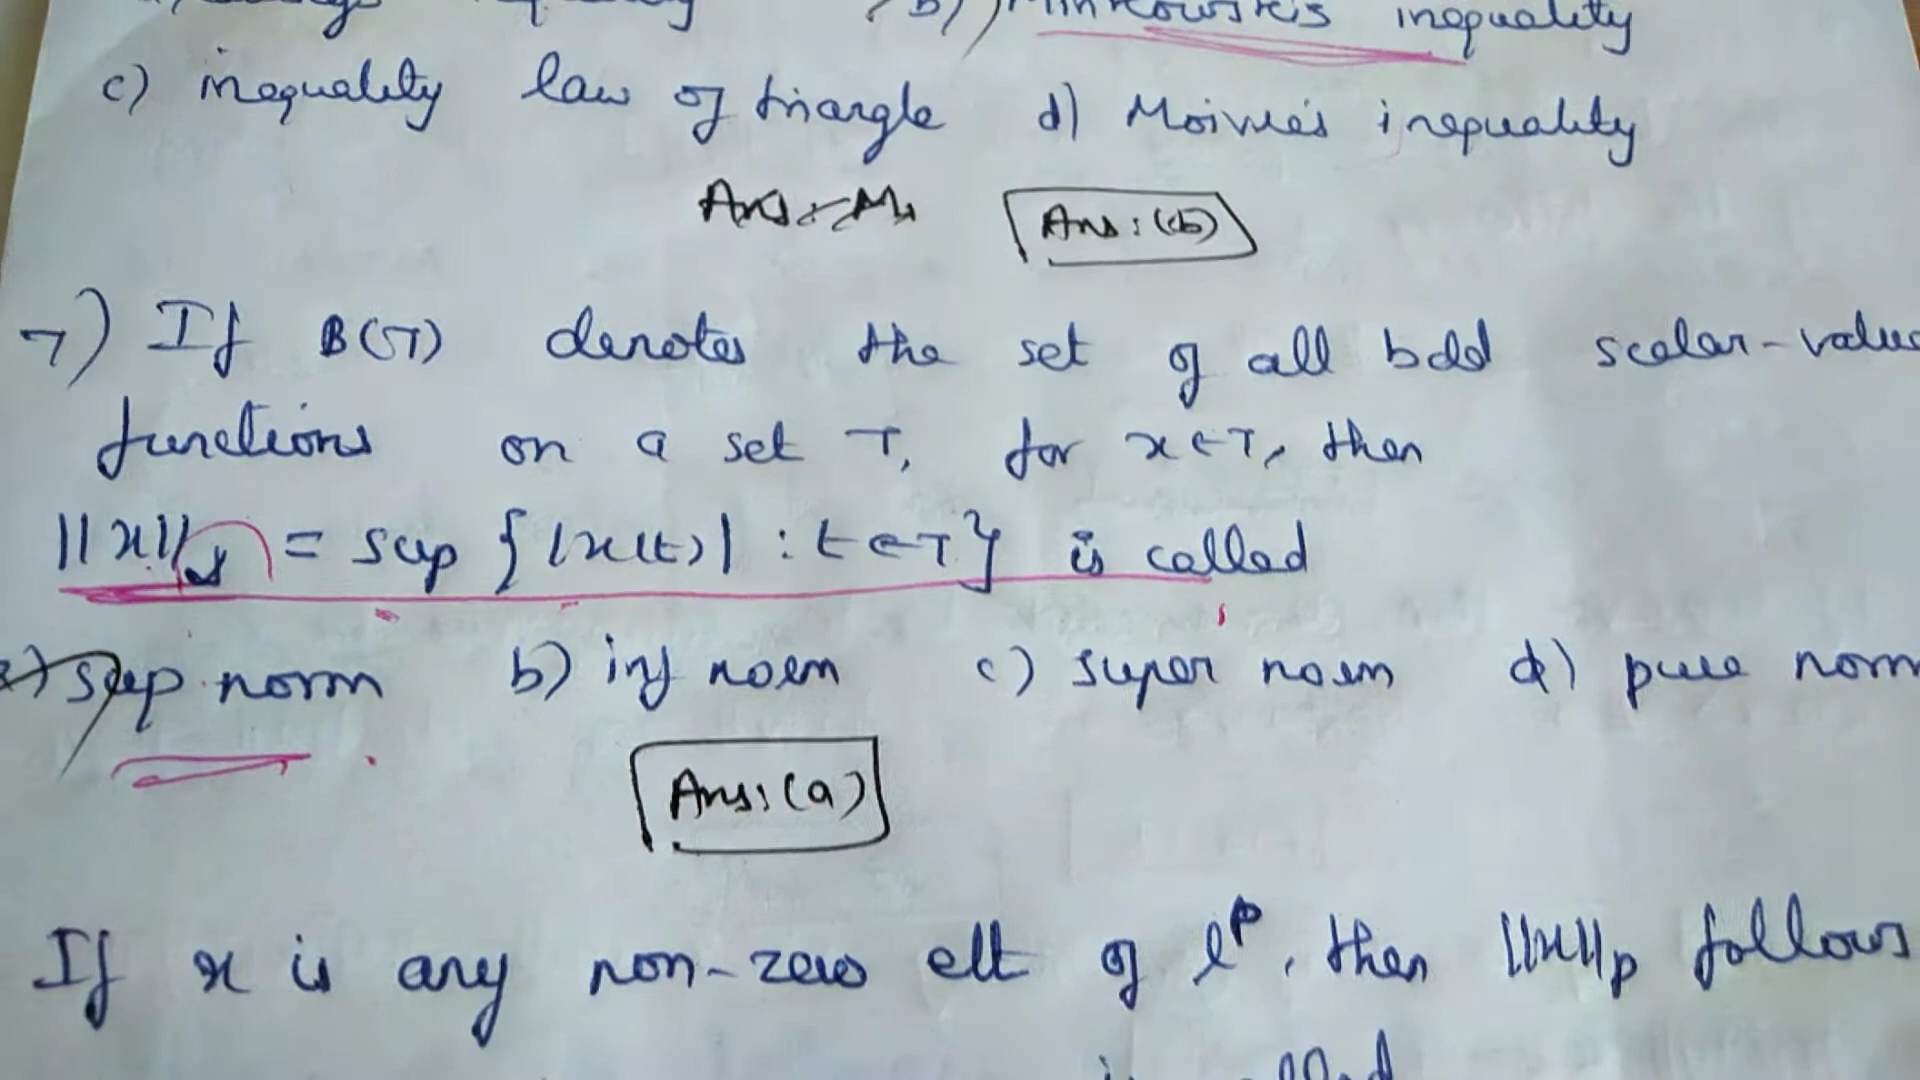 b) Minkowski's inequality
c) inequality law of triangle d) Moivre's inequality
Ans: (b)
7) If B(T) denotes the set of all bdd scalar-value
functions on a set T, for x∈T, then
||x|| = sup {|x(t)| : t∈T} is called
a) sup norm b) inf norm c) super norm d) pure norm
Ans: (a)
If x is any non-zero elt of l^p, then ||x||_p follows